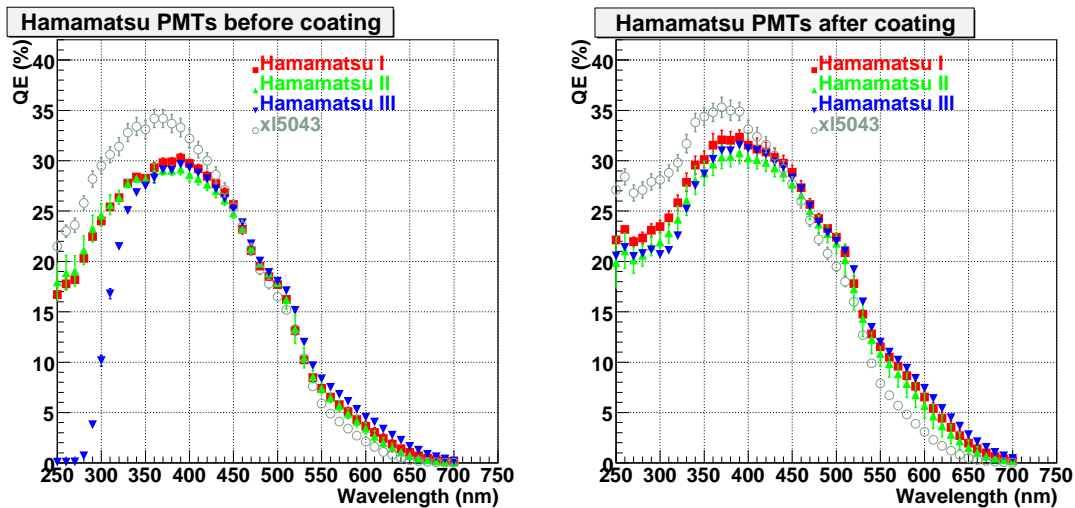 Hamamatsu PMTs before coating
QE (%)
40
35
30
25
20
15
10
5
0
Hamamatsu I
Hamamatsu II
Hamamatsu III
xl5043
250 300 350 400 450 500 550 600 650 700 750
Wavelength (nm)
Hamamatsu PMTs after coating
QE (%)
40
35
30
25
20
15
10
5
0
Hamamatsu I
Hamamatsu II
Hamamatsu III
xl5043
250 300 350 400 450 500 550 600 650 700 750
Wavelength (nm)